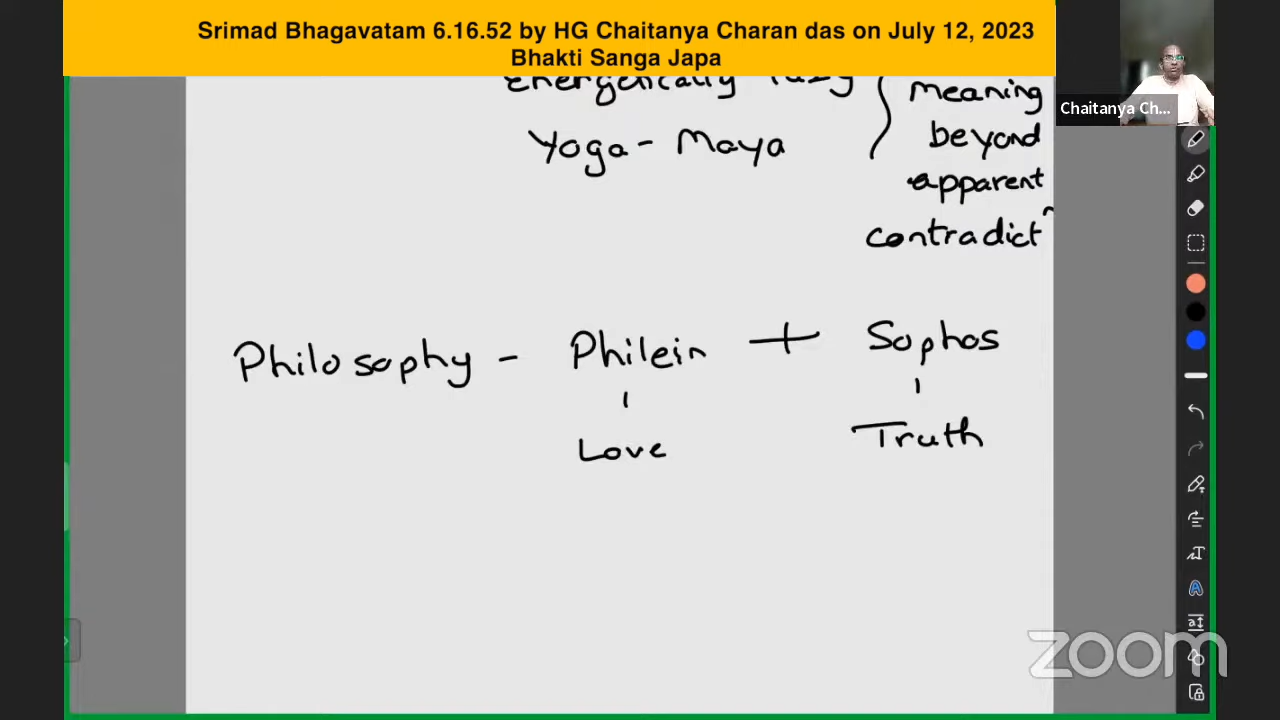 Srimad Bhagavatam 6.16.52 by HG Chaitanya Charan das on July 12, 2023
Bhakti Sanga Japa
Chaitanya Ch...
energetically
meaning
Yoga - Maya
beyond
apparent
contradict^n
Philosophy - Philein + Sophos
Love
Truth
zoom